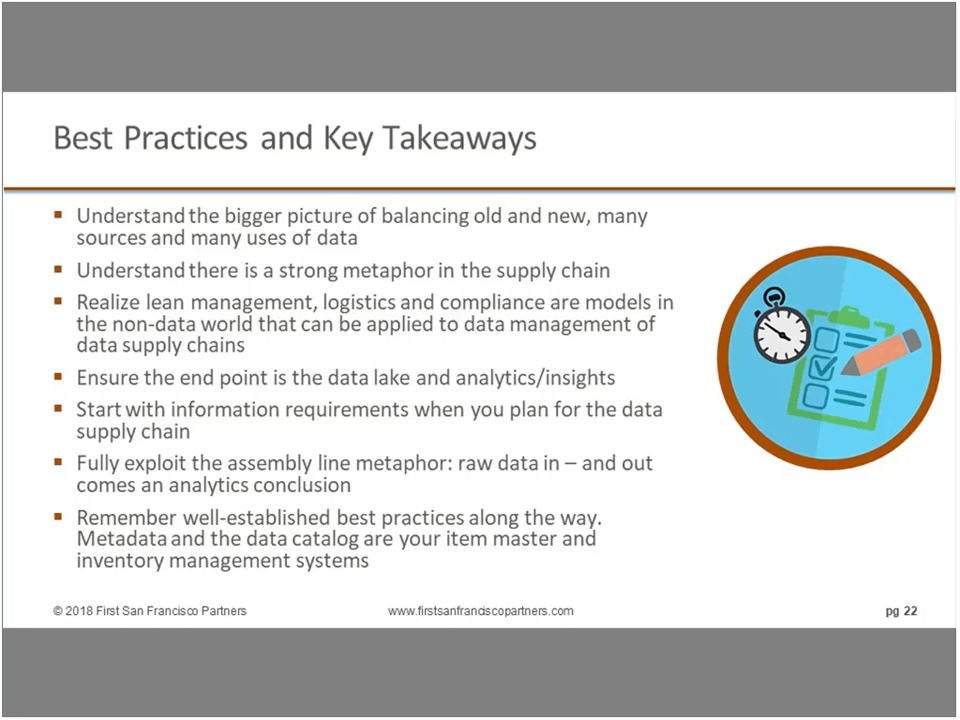 Best Practices and Key Takeaways
▪ Understand the bigger picture of balancing old and new, many
sources and many uses of data
▪ Understand there is a strong metaphor in the supply chain
▪ Realize lean management, logistics and compliance are models in
the non-data world that can be applied to data management of
data supply chains
▪ Ensure the end point is the data lake and analytics/insights
▪ Start with information requirements when you plan for the data
supply chain
▪ Fully exploit the assembly line metaphor: raw data in – and out
comes an analytics conclusion
▪ Remember well-established best practices along the way.
Metadata and the data catalog are your item master and
inventory management systems
© 2018 First San Francisco Partners
www.firstsanfranciscopartners.com
pg 22